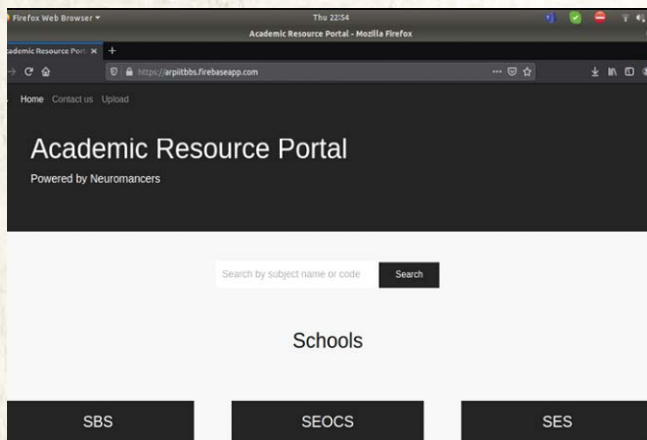 Firefox Web Browser
Thu 22:54
Academic Resource Portal - Mozilla Firefox
cademic Resource Port
https://arpiitbbs.firebaseapp.com
Home Contact us Upload
Academic Resource Portal
Powered by Neuromancers
Search by subject name or code Search
Schools
SBS SEOCS SES